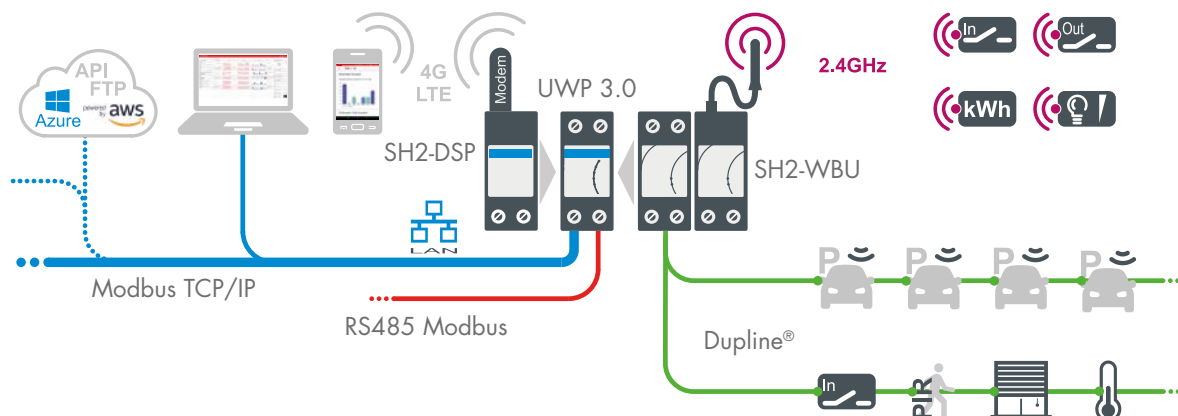 API
FTP
Azure
powered by
aws
4G
LTE
Modem
UWP 3.0
2.4GHz
In
Out
kWh
SH2-DSP
SH2-WBU
LAN
Modbus TCP/IP
RS485 Modbus
Dupline®
P
P
P
P
In
PIR